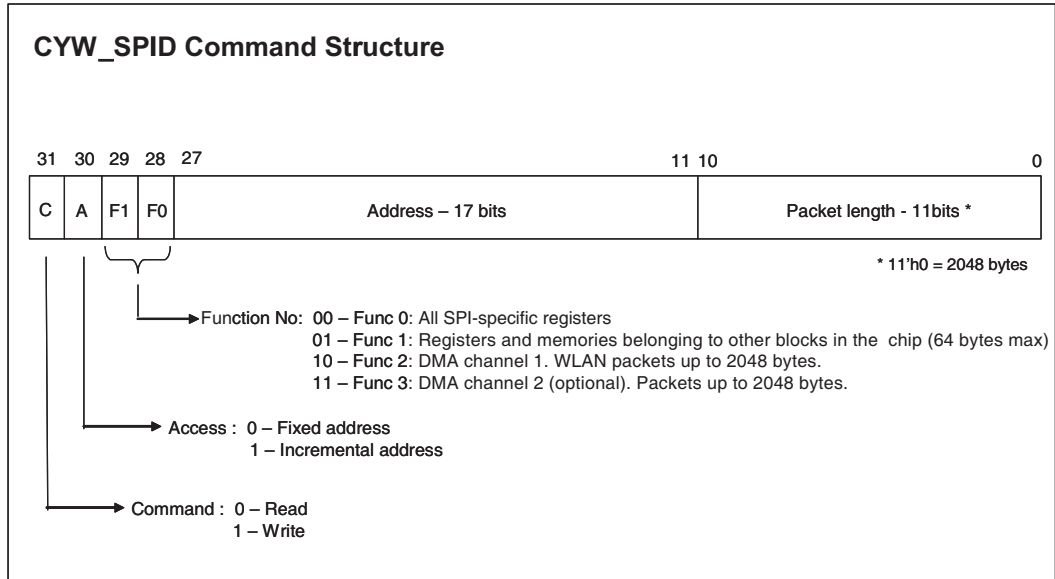 CYW_SPID Command Structure
31 30 29 28 27 11 10 0
C A F1 F0 Address – 17 bits Packet length - 11bits *
* 11'h0 = 2048 bytes
Function No: 00 – Func 0: All SPI-specific registers
01 – Func 1: Registers and memories belonging to other blocks in the chip (64 bytes max)
10 – Func 2: DMA channel 1. WLAN packets up to 2048 bytes.
11 – Func 3: DMA channel 2 (optional). Packets up to 2048 bytes.
Access : 0 – Fixed address
1 – Incremental address
Command : 0 – Read
1 – Write